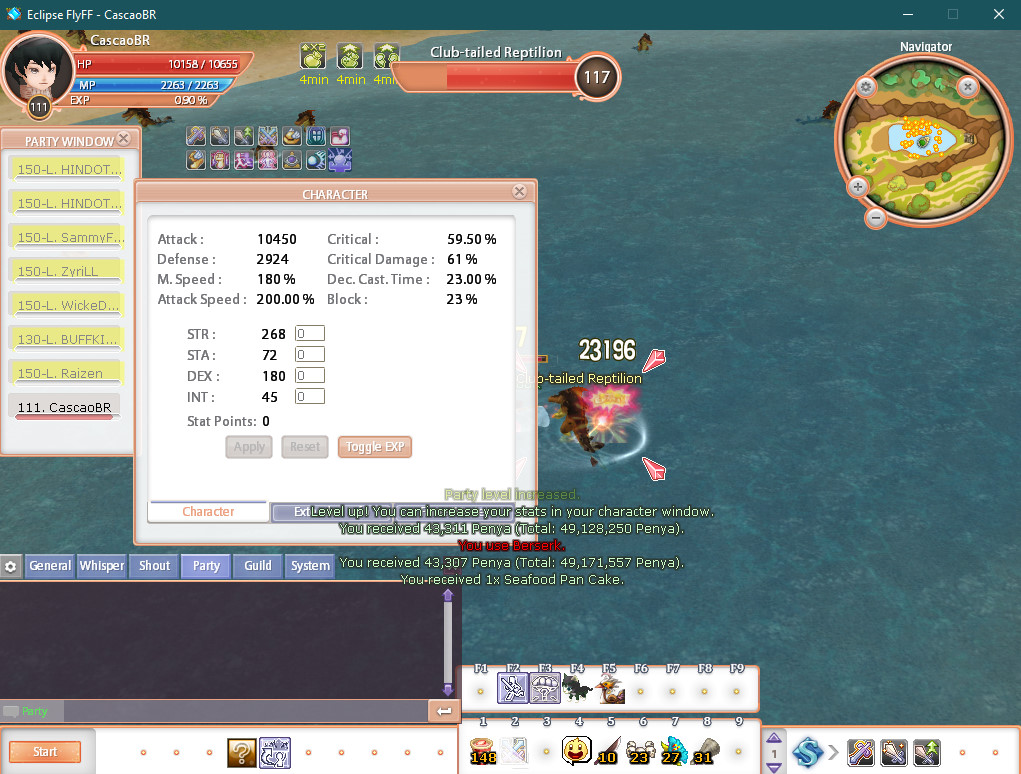 Eclipse FlyFF - CascaoBR
CascaoBR
HP 10158 / 10655
MP 2263 / 2263
EXP 0.90 %
111
4min 4min 4m
Club-tailed Reptilion
117
Navigator
PARTY WINDOW
150-L. HINDOT...
150-L. HINDOT...
150-L. SammyF...
150-L. ZyriLL
150-L. WickeD...
130-L. BUFFKI...
150-L. Raizen
111. CascaoBR
CHARACTER
Attack : 10450 Critical : 59.50 %
Defense : 2924 Critical Damage : 61 %
M. Speed : 180 % Dec. Cast. Time : 23.00 %
Attack Speed : 200.00 % Block : 23 %
STR : 268 0
STA : 72 0
DEX : 180 0
INT : 45 0
Stat Points: 0
Apply Reset Toggle EXP
Character Ext
7
23196
Club-tailed Reptilion
Party level increased.
Level up! You can increase your stats in your character window.
You received 43,311 Penya (Total: 49,128,250 Penya).
You use Berserk.
You received 43,307 Penya (Total: 49,171,557 Penya).
You received 1x Seafood Pan Cake.
General Whisper Shout Party Guild System
Party
F1 F2 F3 F4 F5 F6 F7 F8 F9
1 2 3 4 5 6 7 8 9
148 10 23 27 31
1
Start